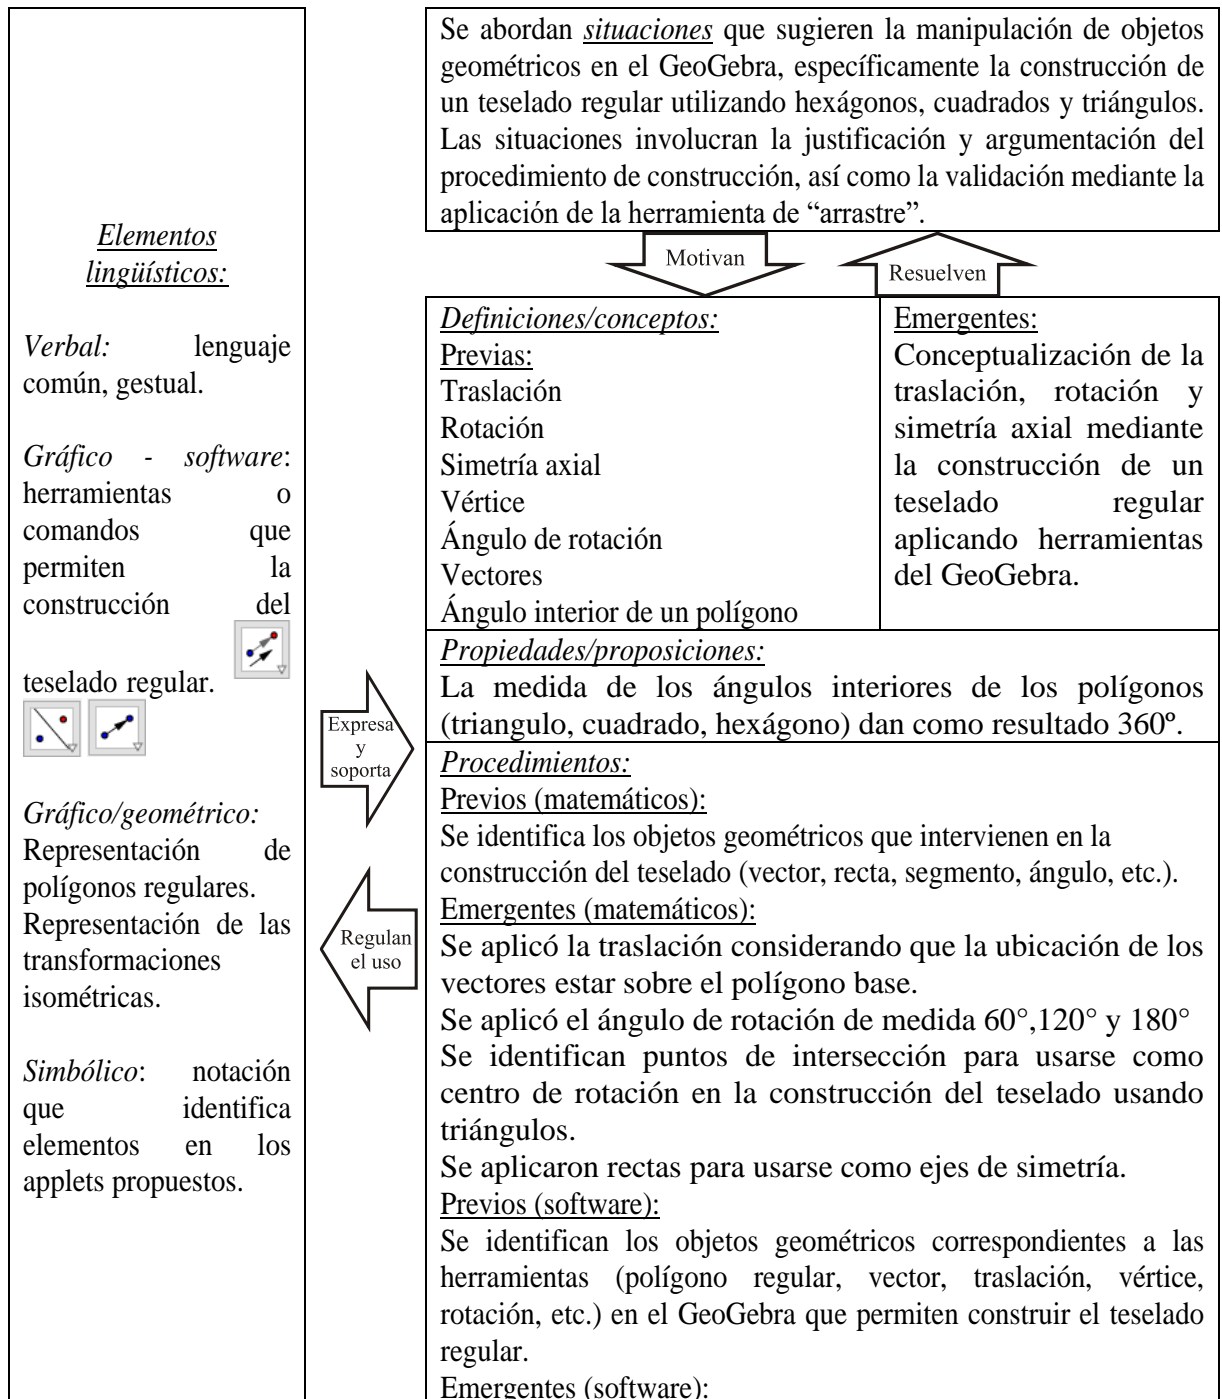 Elementos
lingüísticos:
Verbal: lenguaje
común, gestual.
Gráfico - software:
herramientas o
comandos que
permiten la
construcción del
teselado regular.
Gráfico/geométrico:
Representación de
polígonos regulares.
Representación de las
transformaciones
isométricas.
Simbólico: notación
que identifica
elementos en los
applets propuestos.
Expresa
y
soporta
Regulan
el uso
Se abordan situaciones que sugieren la manipulación de objetos
geométricos en el GeoGebra, específicamente la construcción de
un teselado regular utilizando hexágonos, cuadrados y triángulos.
Las situaciones involucran la justificación y argumentación del
procedimiento de construcción, así como la validación mediante la
aplicación de la herramienta de “arrastre”.
Motivan
Resuelven
Definiciones/conceptos:
Previas:
Traslación
Rotación
Simetría axial
Vértice
Ángulo de rotación
Vectores
Ángulo interior de un polígono
Emergentes:
Conceptualización de la
traslación, rotación y
simetría axial mediante
la construcción de un
teselado regular
aplicando herramientas
del GeoGebra.
Propiedades/proposiciones:
La medida de los ángulos interiores de los polígonos
(triangulo, cuadrado, hexágono) dan como resultado 360º.
Procedimientos:
Previos (matemáticos):
Se identifica los objetos geométricos que intervienen en la
construcción del teselado (vector, recta, segmento, ángulo, etc.).
Emergentes (matemáticos):
Se aplicó la traslación considerando que la ubicación de los
vectores estar sobre el polígono base.
Se aplicó el ángulo de rotación de medida 60°,120° y 180°
Se identifican puntos de intersección para usarse como
centro de rotación en la construcción del teselado usando
triángulos.
Se aplicaron rectas para usarse como ejes de simetría.
Previos (software):
Se identifican los objetos geométricos correspondientes a las
herramientas (polígono regular, vector, traslación, vértice,
rotación, etc.) en el GeoGebra que permiten construir el teselado
regular.
Emergentes (software):